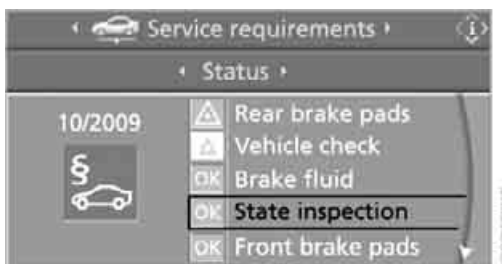 Service requirements
Status
10/2009
Rear brake pads
Vehicle check
§
OK Brake fluid
OK State inspection
OK Front brake pads